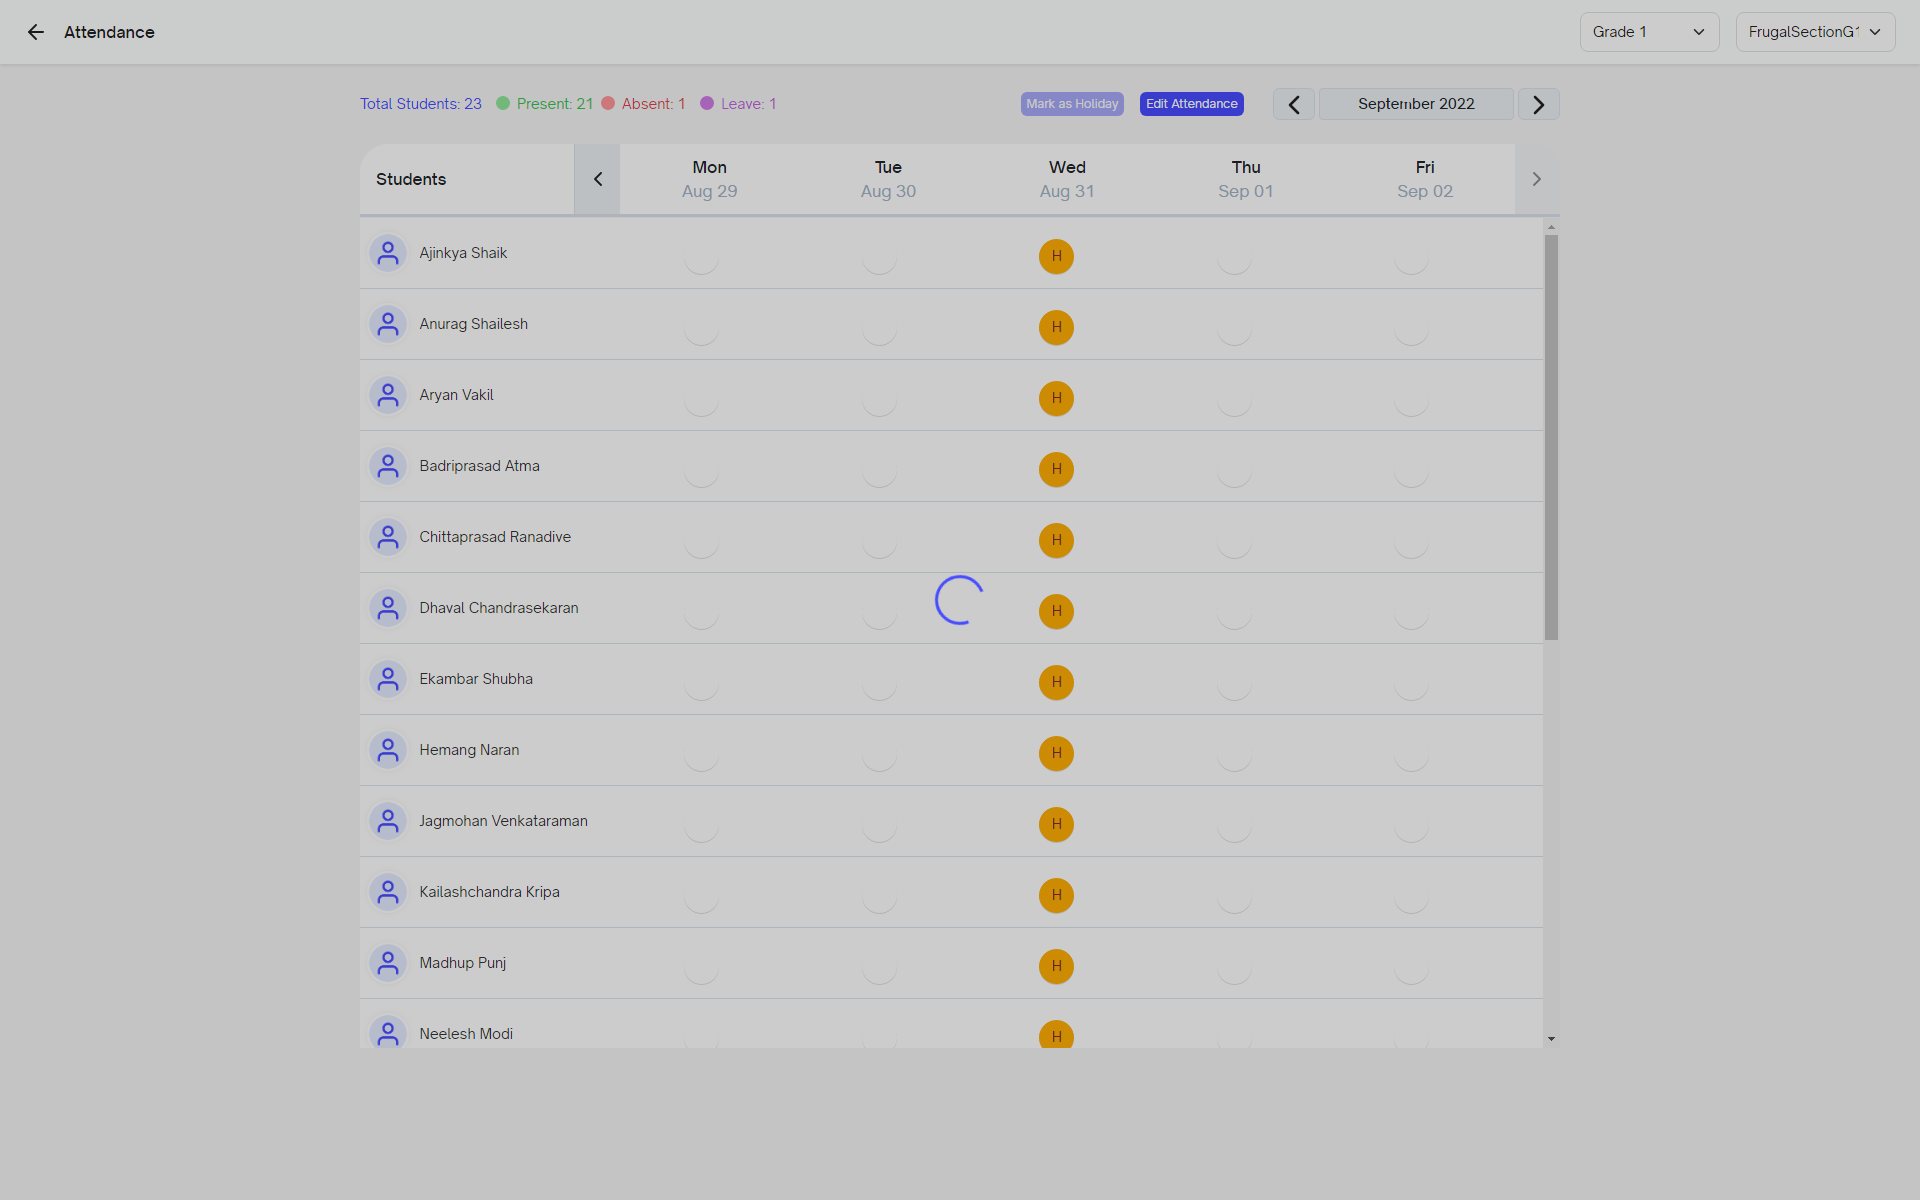 Attendance
Grade 1
FrugalSectionG1
Total Students: 23 Present: 21 Absent: 1 Leave: 1
Mark as Holiday
Edit Attendance
September 2022
Students
Mon Tue Wed Thu Fri
Aug 29 Aug 30 Aug 31 Sep 01 Sep 02
Ajinkya Shaik H
Anurag Shailesh H
Aryan Vakil H
Badriprasad Atma H
Chittaprasad Ranadive H
Dhaval Chandrasekaran H
Ekambar Shubha H
Hemang Naran H
Jagmohan Venkataraman H
Kailashchandra Kripa H
Madhup Punj H
Neelesh Modi H